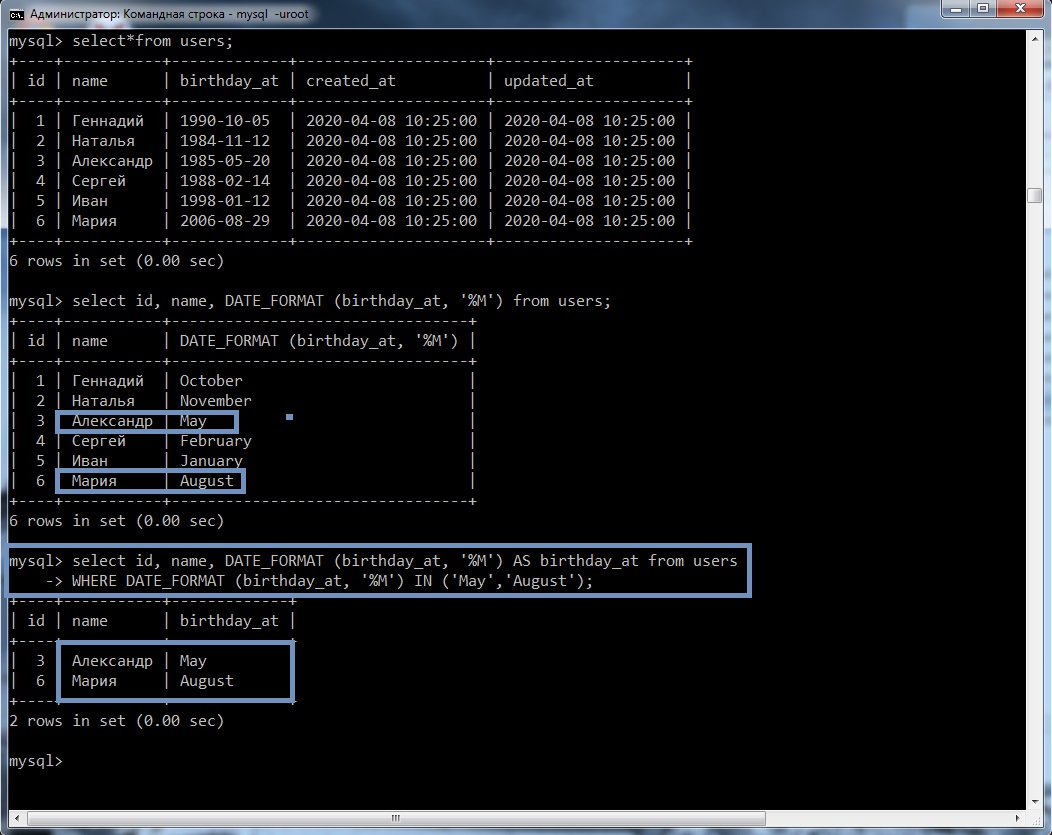 Администратор: Командная строка - mysql -uroot
mysql> select*from users;
+----+-----------+-------------+---------------------+---------------------+
| id | name      | birthday_at | created_at          | updated_at          |
+----+-----------+-------------+---------------------+---------------------+
|  1 | Геннадий  | 1990-10-05  | 2020-04-08 10:25:00 | 2020-04-08 10:25:00 |
|  2 | Наталья   | 1984-11-12  | 2020-04-08 10:25:00 | 2020-04-08 10:25:00 |
|  3 | Александр | 1985-05-20  | 2020-04-08 10:25:00 | 2020-04-08 10:25:00 |
|  4 | Сергей    | 1988-02-14  | 2020-04-08 10:25:00 | 2020-04-08 10:25:00 |
|  5 | Иван      | 1998-01-12  | 2020-04-08 10:25:00 | 2020-04-08 10:25:00 |
|  6 | Мария     | 2006-08-29  | 2020-04-08 10:25:00 | 2020-04-08 10:25:00 |
+----+-----------+-------------+---------------------+---------------------+
6 rows in set (0.00 sec)
mysql> select id, name, DATE_FORMAT (birthday_at, '%M') from users;
+----+-----------+---------------------------------+
| id | name      | DATE_FORMAT (birthday_at, '%M') |
+----+-----------+---------------------------------+
|  1 | Геннадий  | October                         |
|  2 | Наталья   | November                        |
|  3 | Александр | May                             |
|  4 | Сергей    | February                        |
|  5 | Иван      | January                         |
|  6 | Мария     | August                          |
+----+-----------+---------------------------------+
6 rows in set (0.00 sec)
mysql> select id, name, DATE_FORMAT (birthday_at, '%M') AS birthday_at from users
    -> WHERE DATE_FORMAT (birthday_at, '%M') IN ('May','August');
+----+-----------+-------------+
| id | name      | birthday_at |
+----+-----------+-------------+
|  3 | Александр | May
|  6 | Мария     | August
+----+-----------+-------------+
2 rows in set (0.00 sec)
mysql>